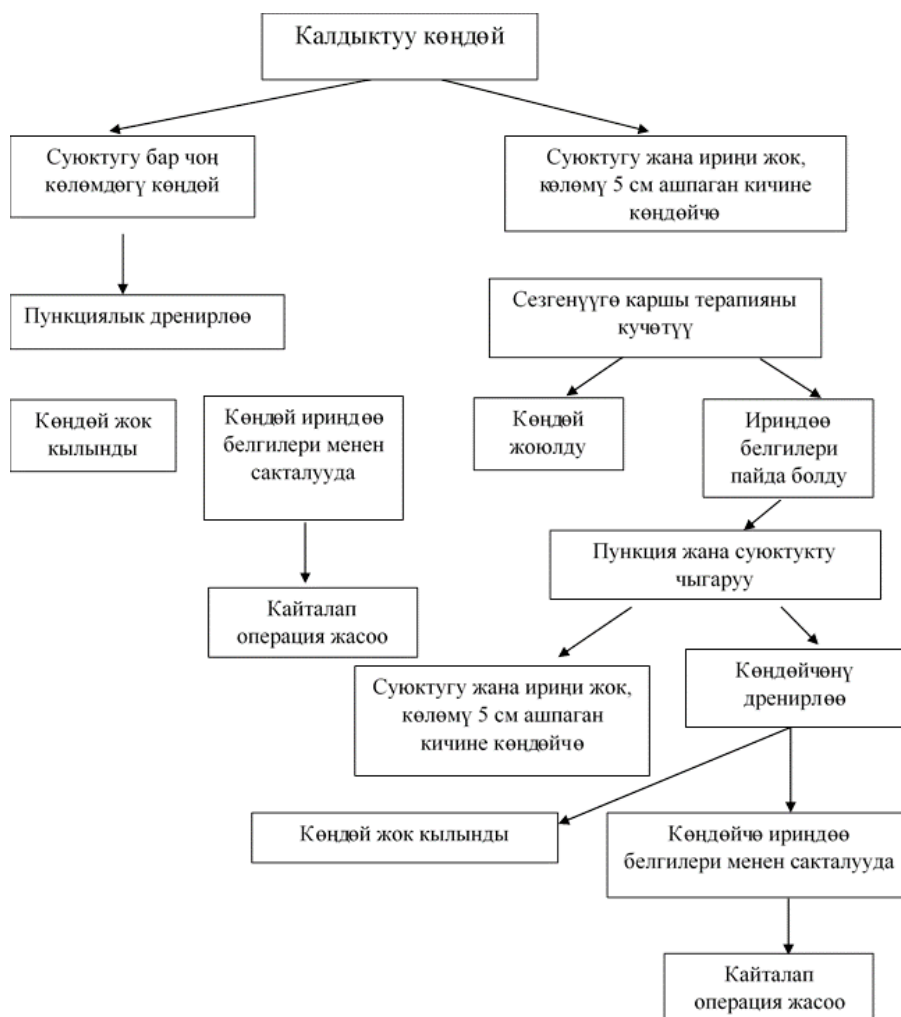 Калдыктуу көңдөй
Суюктугу бар чоң
көлөмдөгү көңдөй
Суюктугу жана ириңи жок,
көлөмү 5 см ашпаган кичине
көңдөйчө
Пункциялык дренирлөө
Сезгенүүгө каршы терапияны
күчөтүү
Көңдөй жок
кылынды
Көңдөй ириңдөө
белгилери менен
сакталууда
Көңдөй
жоюлду
Ириңдөө
белгилери
пайда болду
Пункция жана суюктукту
чыгаруу
Кайталап
операция жасоо
Суюктугу жана ириңи жок,
көлөмү 5 см ашпаган
кичине көңдөйчө
Көңдөйчөнү
дренирлөө
Көңдөй жок кылынды
Көңдөйчө ириңдөө
белгилери менен сакталууда
Кайталап
операция жасоо